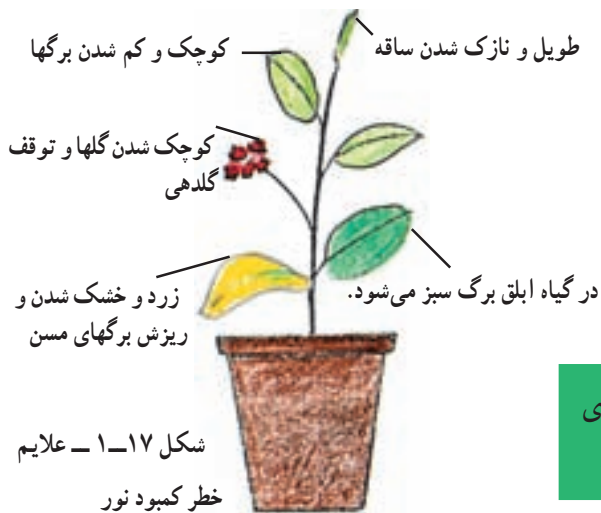 طویل و نازک شدن ساقه
کوچک و کم شدن برگها
کوچک شدن گلها و توقف
گلدهی
در گیاه ابلق برگ سبز می‌شود.
زرد و خشک شدن و
ریزش برگهای مسن
ی
شکل ۱۷ــ۱ ــ علایم
خطر کمبود نور